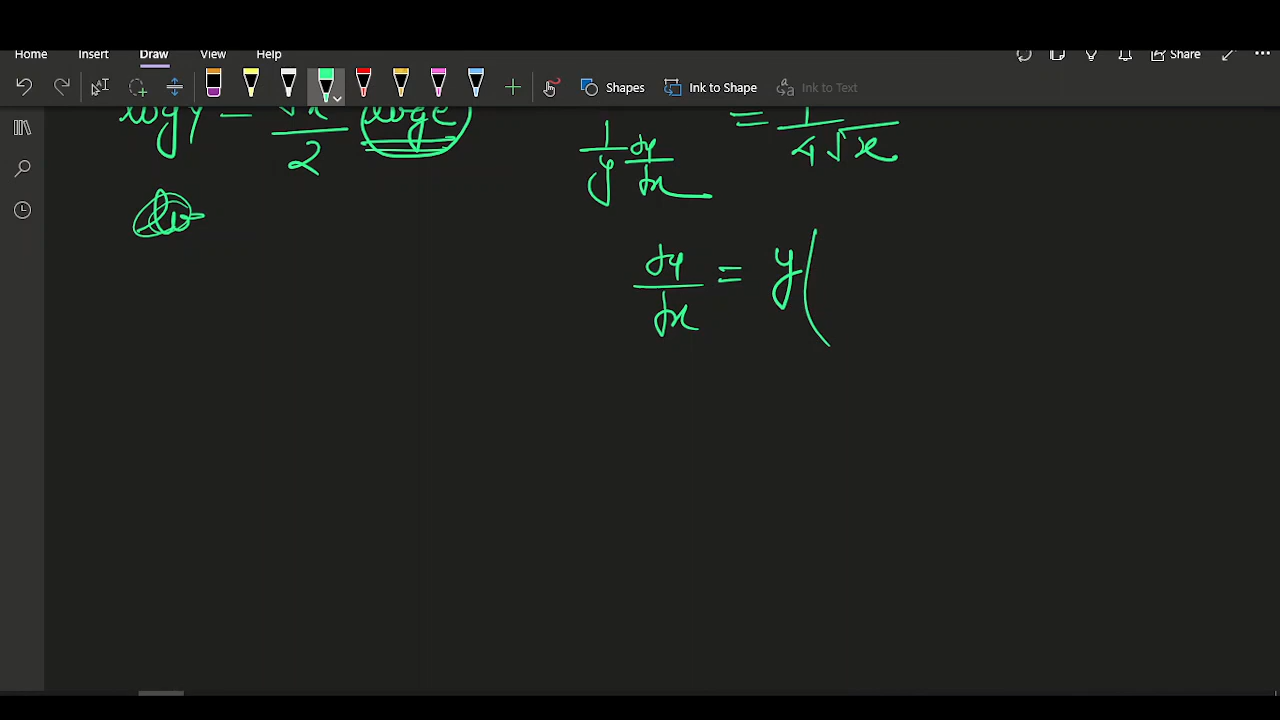 Home Insert Draw View Help Share
Shapes Ink to Shape Ink to Text
log y = √x/2 log e
1/y dy/dx = 1/4√x
dy/dx = y(